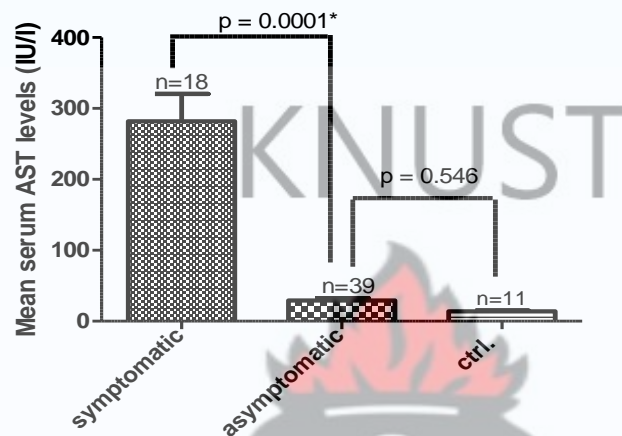 p = 0.0001*
400
n=18
300
KNUST
200
p = 0.546
100
n=39
n=11
0
Mean serum AST levels (IU/l)
symptomatic
asymptomatic
ctrl.